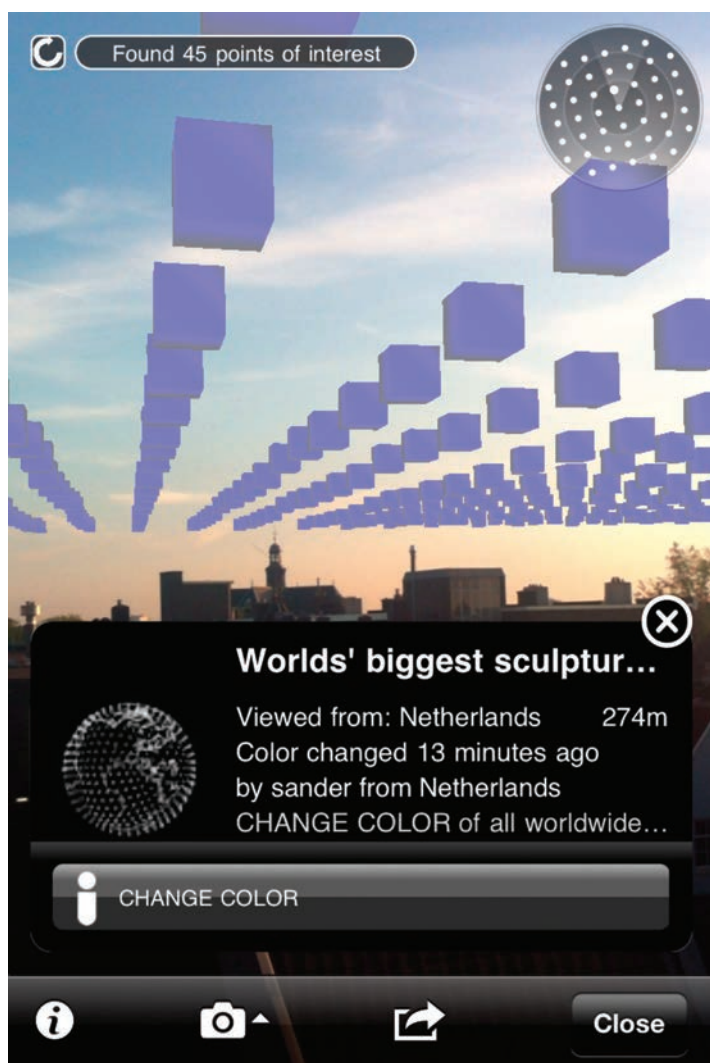 Found 45 points of interest
Worlds' biggest sculptur...
Viewed from: Netherlands 274m
Color changed 13 minutes ago
by sander from Netherlands
CHANGE COLOR of all worldwide...
CHANGE COLOR
Close